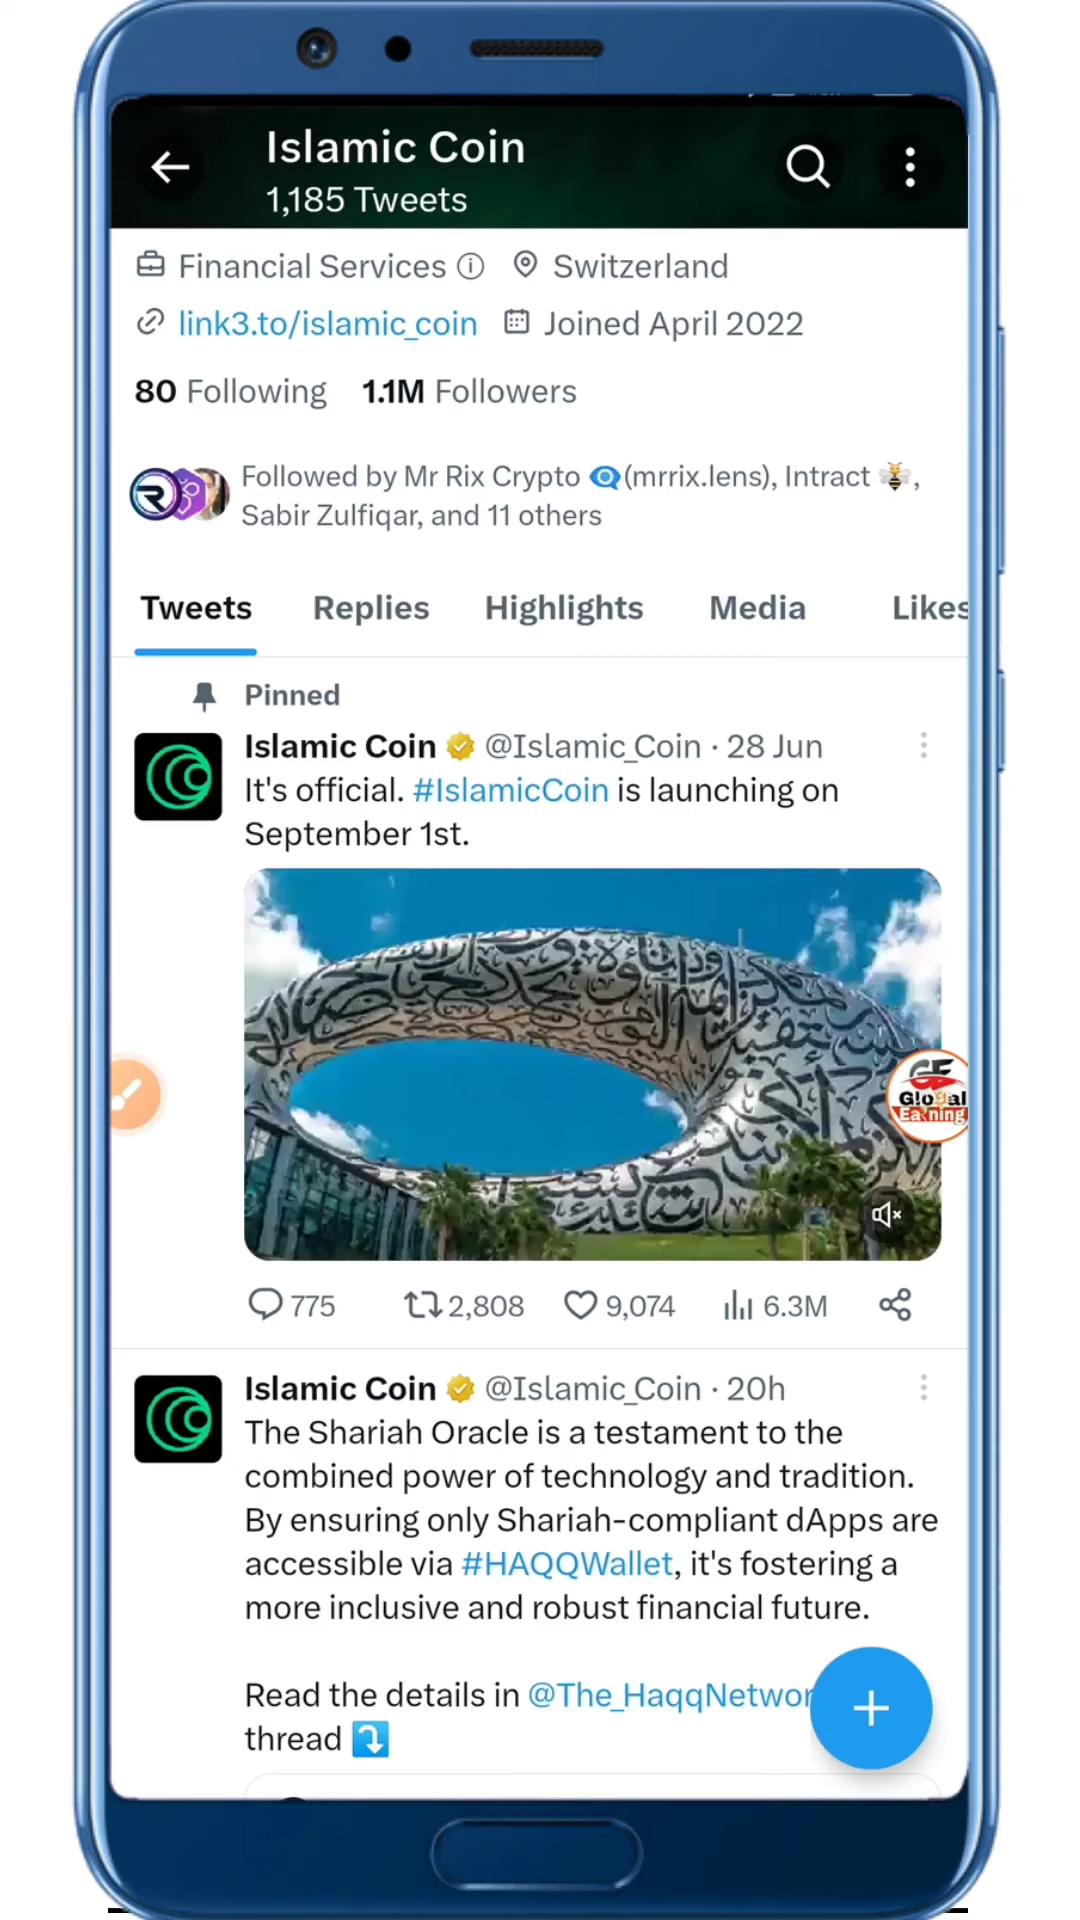 Islamic Coin
1,185 Tweets
Financial Services Switzerland
link3.to/islamic_coin Joined April 2022
80 Following 1.1M Followers
Followed by Mr Rix Crypto (mrrix.lens), Intract 🐝,
Sabir Zulfiqar, and 11 others
Tweets Replies Highlights Media Likes
Pinned
Islamic Coin @Islamic_Coin · 28 Jun
It's official. #IslamicCoin is launching on
September 1st.
GE
Global
Earning
775 2,808 9,074 6.3M
Islamic Coin @Islamic_Coin · 20h
The Shariah Oracle is a testament to the
combined power of technology and tradition.
By ensuring only Shariah-compliant dApps are
accessible via #HAQQWallet, it's fostering a
more inclusive and robust financial future.
Read the details in @The_HaqqNetwor
thread ⤵️